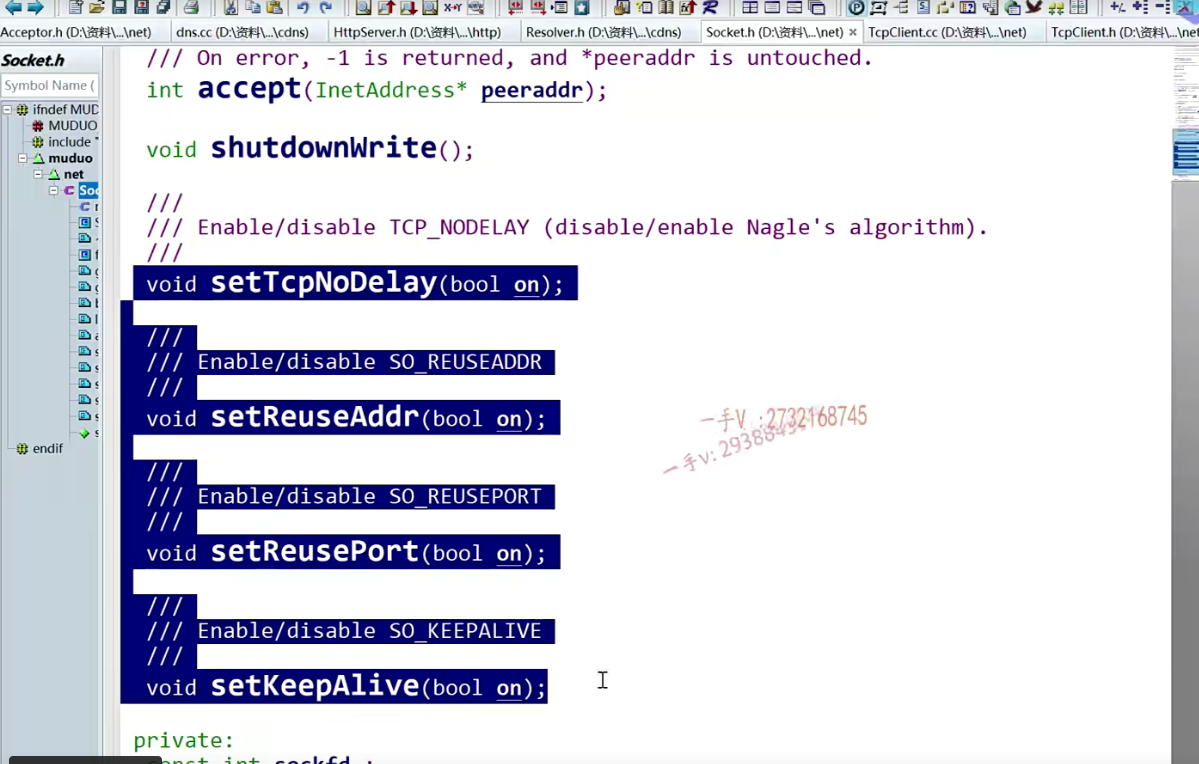 Acceptor.h (D:\资料\...\net)
dns.cc (D:\资料\...\cdns)
HttpServer.h (D:\资料\...\http)
Resolver.h (D:\资料\...\cdns)
Socket.h (D:\资料\...\net)
TcpClient.cc (D:\资料\...\net)
TcpClient.h (D:\资料\...\net
Socket.h
Symbol Name (
ifndef MUD
MUDUO
include "
muduo
net
Soc
endif
/// On error, -1 is returned, and *peeraddr is untouched.
int accept(InetAddress* peeraddr);
void shutdownWrite();
///
/// Enable/disable TCP_NODELAY (disable/enable Nagle's algorithm).
///
void setTcpNoDelay(bool on);
///
/// Enable/disable SO_REUSEADDR
///
void setReuseAddr(bool on);
///
/// Enable/disable SO_REUSEPORT
///
void setReusePort(bool on);
///
/// Enable/disable SO_KEEPALIVE
///
void setKeepAlive(bool on);
private:
const int sockfd_;
一手V :2732168745
一手V: